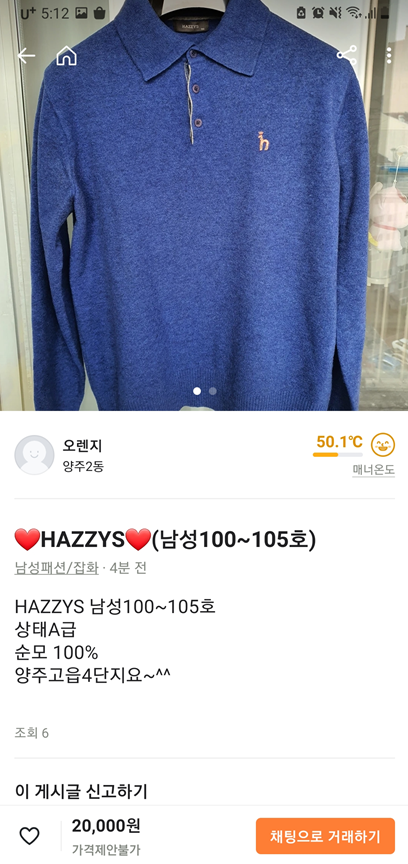 U+ 5:12
HAZZYS
h
오렌지
양주2동
50.1℃
매너온도
❤️HAZZYS❤️(남성100~105호)
남성패션/잡화 · 4분 전
HAZZYS 남성100~105호
상태A급
순모 100%
양주고읍4단지요~^^
조회 6
이 게시글 신고하기
20,000원
가격제안불가
채팅으로 거래하기